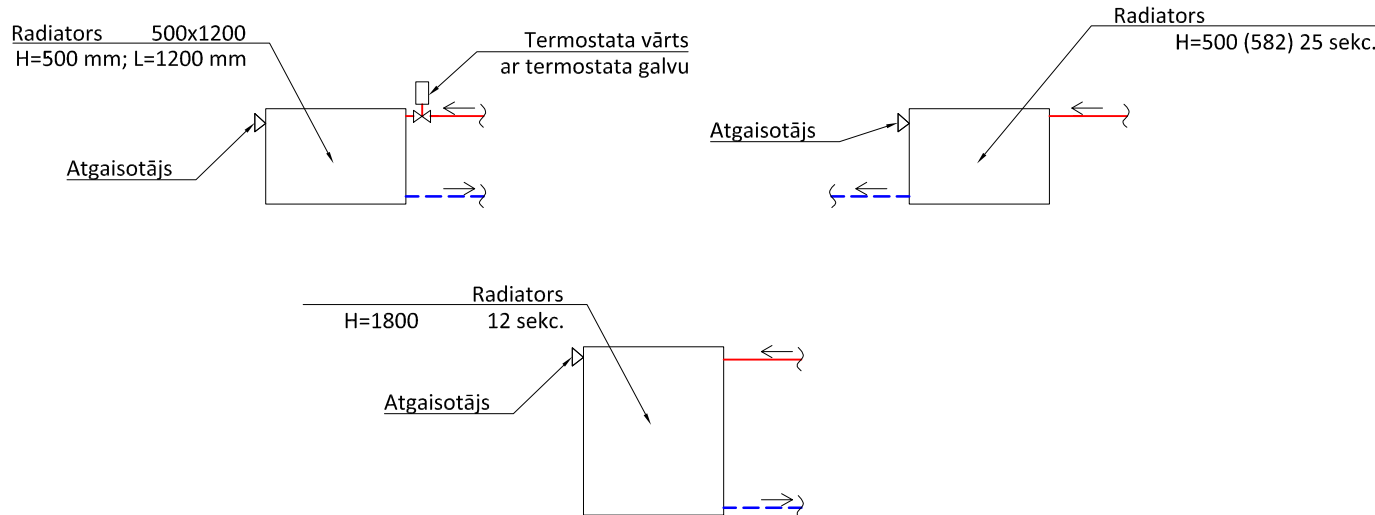 Radiators 500x1200
H=500 mm; L=1200 mm
Termostata vārts
ar termostata galvu
Atgaisotājs
Radiators
H=500 (582) 25 sekc.
Atgaisotājs
Radiators
H=1800 12 sekc.
Atgaisotājs